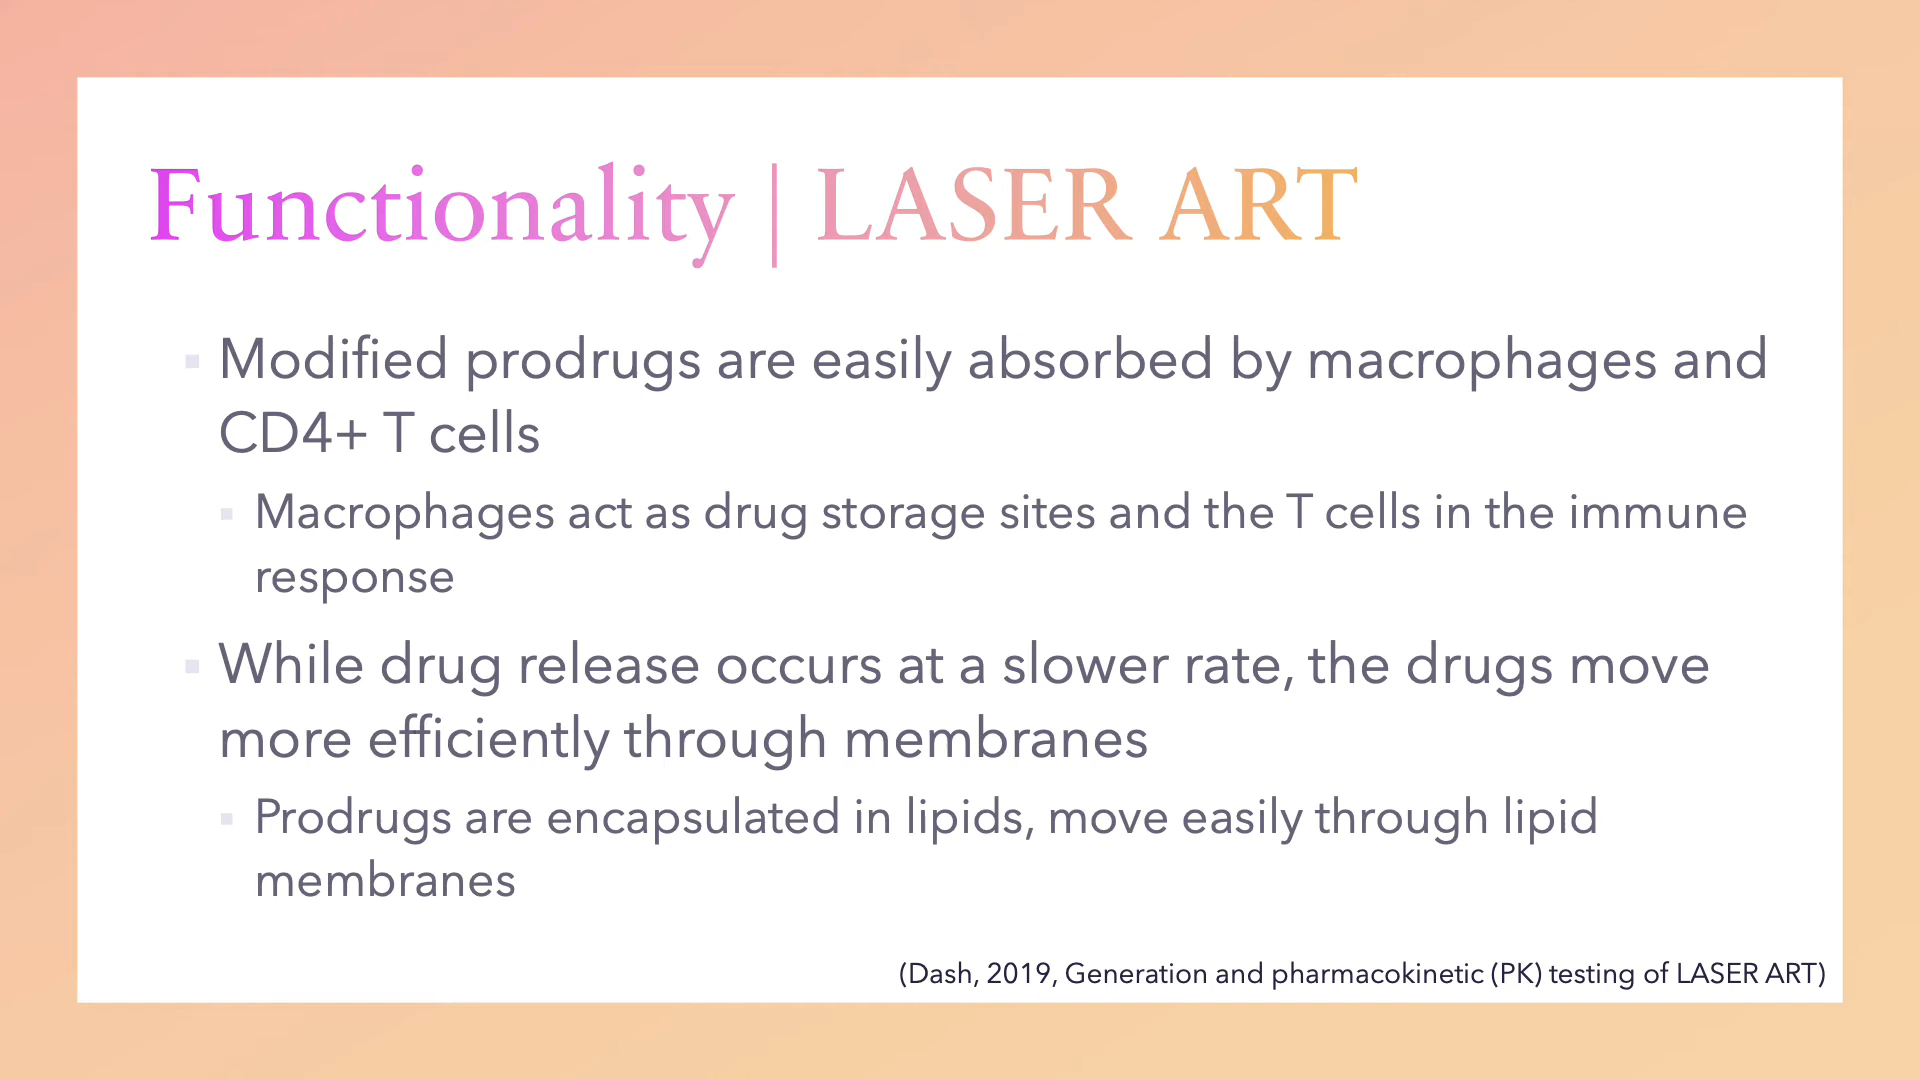 Functionality | LASER ART
Modified prodrugs are easily absorbed by macrophages and
CD4+ T cells
Macrophages act as drug storage sites and the T cells in the immune
response
While drug release occurs at a slower rate, the drugs move
more efficiently through membranes
Prodrugs are encapsulated in lipids, move easily through lipid
membranes
(Dash, 2019, Generation and pharmacokinetic (PK) testing of LASER ART)